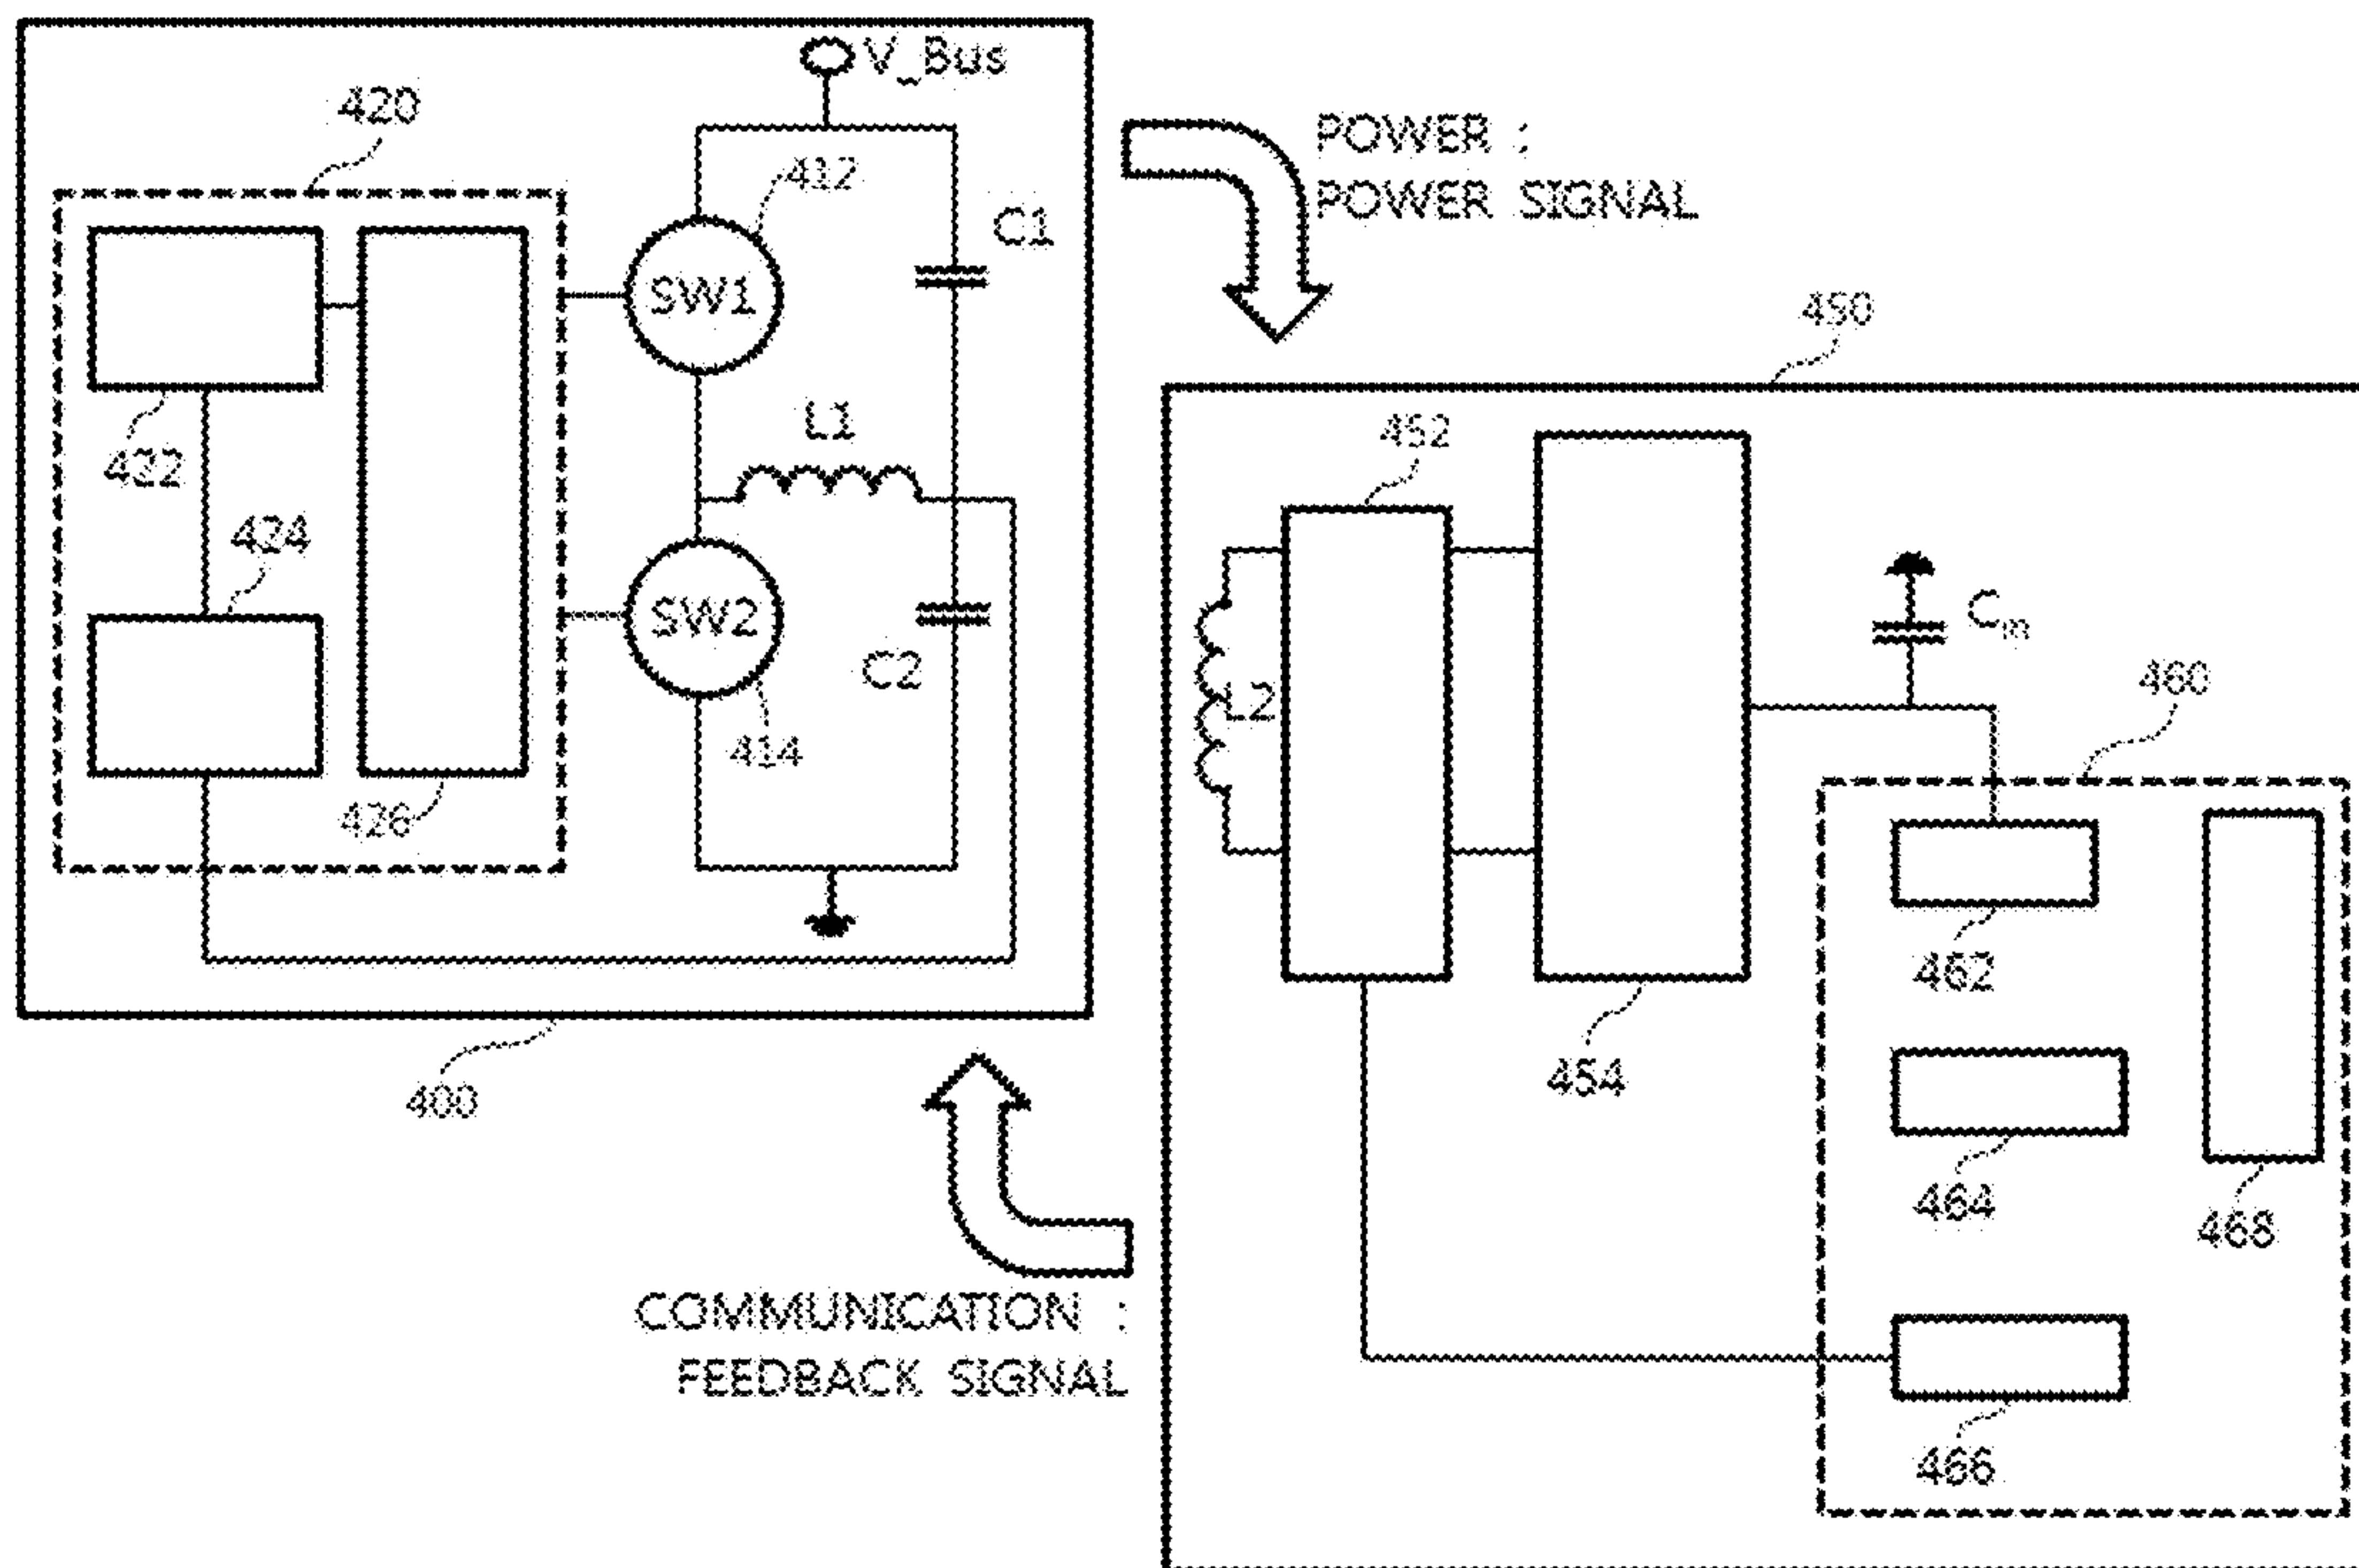 V_Bus
420
412
POWER :
POWER SIGNAL
C1
SW1
450
L1
452
422
424
SW2
C2
L2
460
414
426
462
400
454
464
468
COMMUNICATION :
FEEDBACK SIGNAL
466